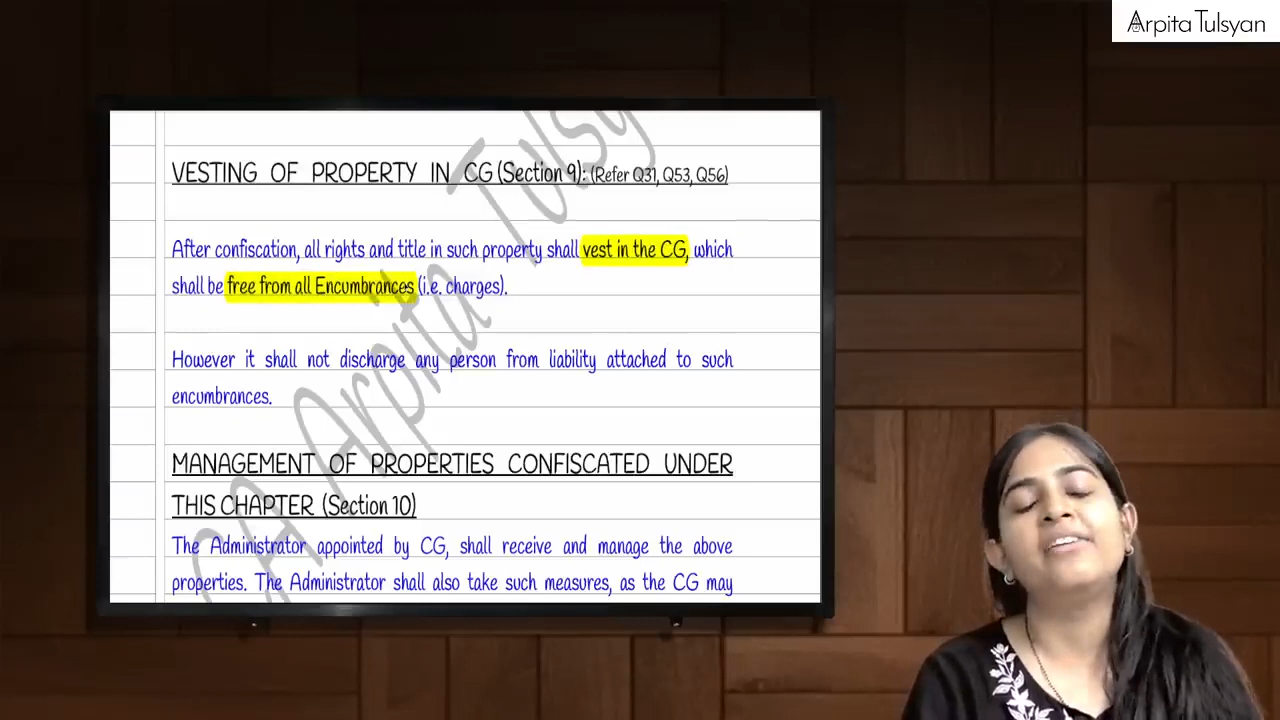 Arpita Tulsyan
VESTING OF PROPERTY IN CG (Section 9): (Refer Q31, Q53, Q56)
After confiscation, all rights and title in such property shall vest in the CG, which
shall be free from all Encumbrances (i.e. charges).
However it shall not discharge any person from liability attached to such
encumbrances.
MANAGEMENT OF PROPERTIES CONFISCATED UNDER
THIS CHAPTER (Section 10)
The Administrator appointed by CG, shall receive and manage the above
properties. The Administrator shall also take such measures, as the CG may
CA Arpita Tulsy